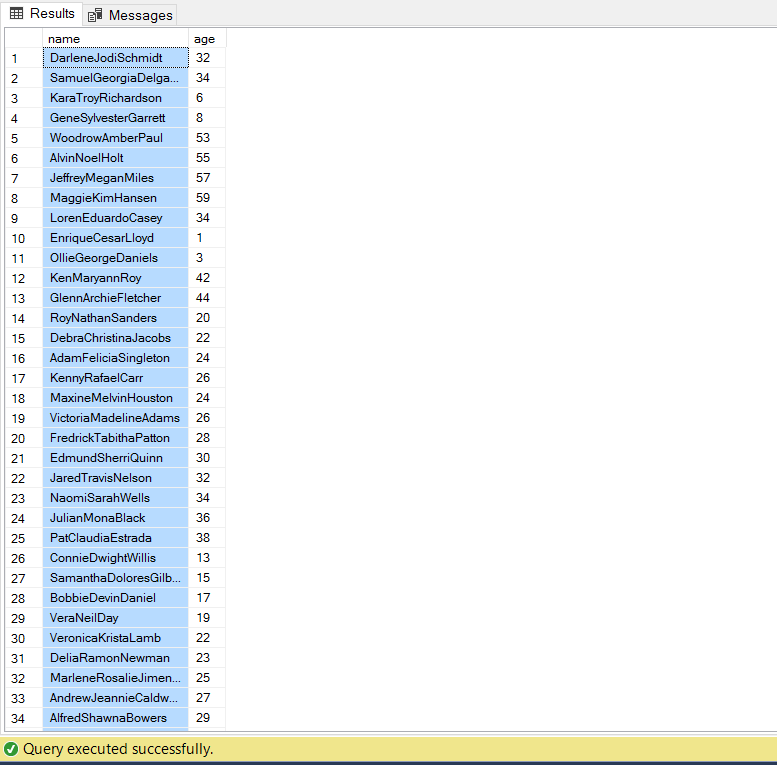 Results Messages
name age
1 DarleneJodiSchmidt 32
2 SamuelGeorgiaDelga... 34
3 KaraTroyRichardson 6
4 GeneSylvesterGarrett 8
5 WoodrowAmberPaul 53
6 AlvinNoelHolt 55
7 JeffreyMeganMiles 57
8 MaggieKimHansen 59
9 LorenEduardoCasey 34
10 EnriqueCesarLloyd 1
11 OllieGeorgeDaniels 3
12 KenMaryannRoy 42
13 GlennArchieFletcher 44
14 RoyNathanSanders 20
15 DebraChristinaJacobs 22
16 AdamFeliciaSingleton 24
17 KennyRafaelCarr 26
18 MaxineMelvinHouston 24
19 VictoriaMadelineAdams 26
20 FredrickTabithaPatton 28
21 EdmundSherriQuinn 30
22 JaredTravisNelson 32
23 NaomiSarahWells 34
24 JulianMonaBlack 36
25 PatClaudiaEstrada 38
26 ConnieDwightWillis 13
27 SamanthaDoloresGilb... 15
28 BobbieDevinDaniel 17
29 VeraNeilDay 19
30 VeronicaKristaLamb 22
31 DeliaRamonNewman 23
32 MarleneRosalieJimen... 25
33 AndrewJeannieCaldw... 27
34 AlfredShawnaBowers 29
Query executed successfully.